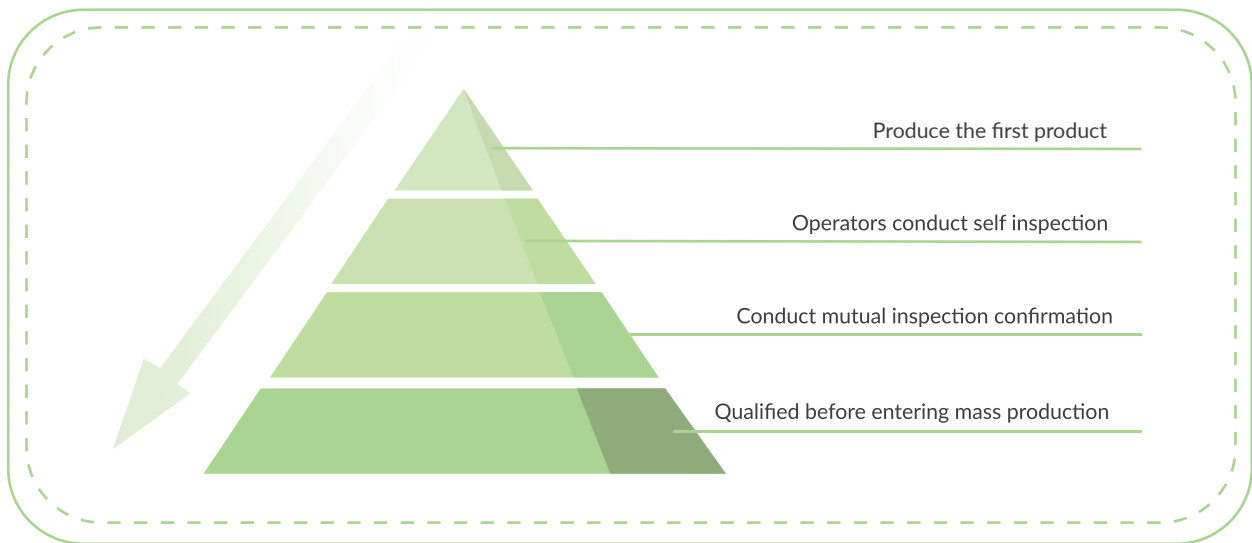 Produce the first product
Operators conduct self inspection
Conduct mutual inspection confirmation
Qualified before entering mass production